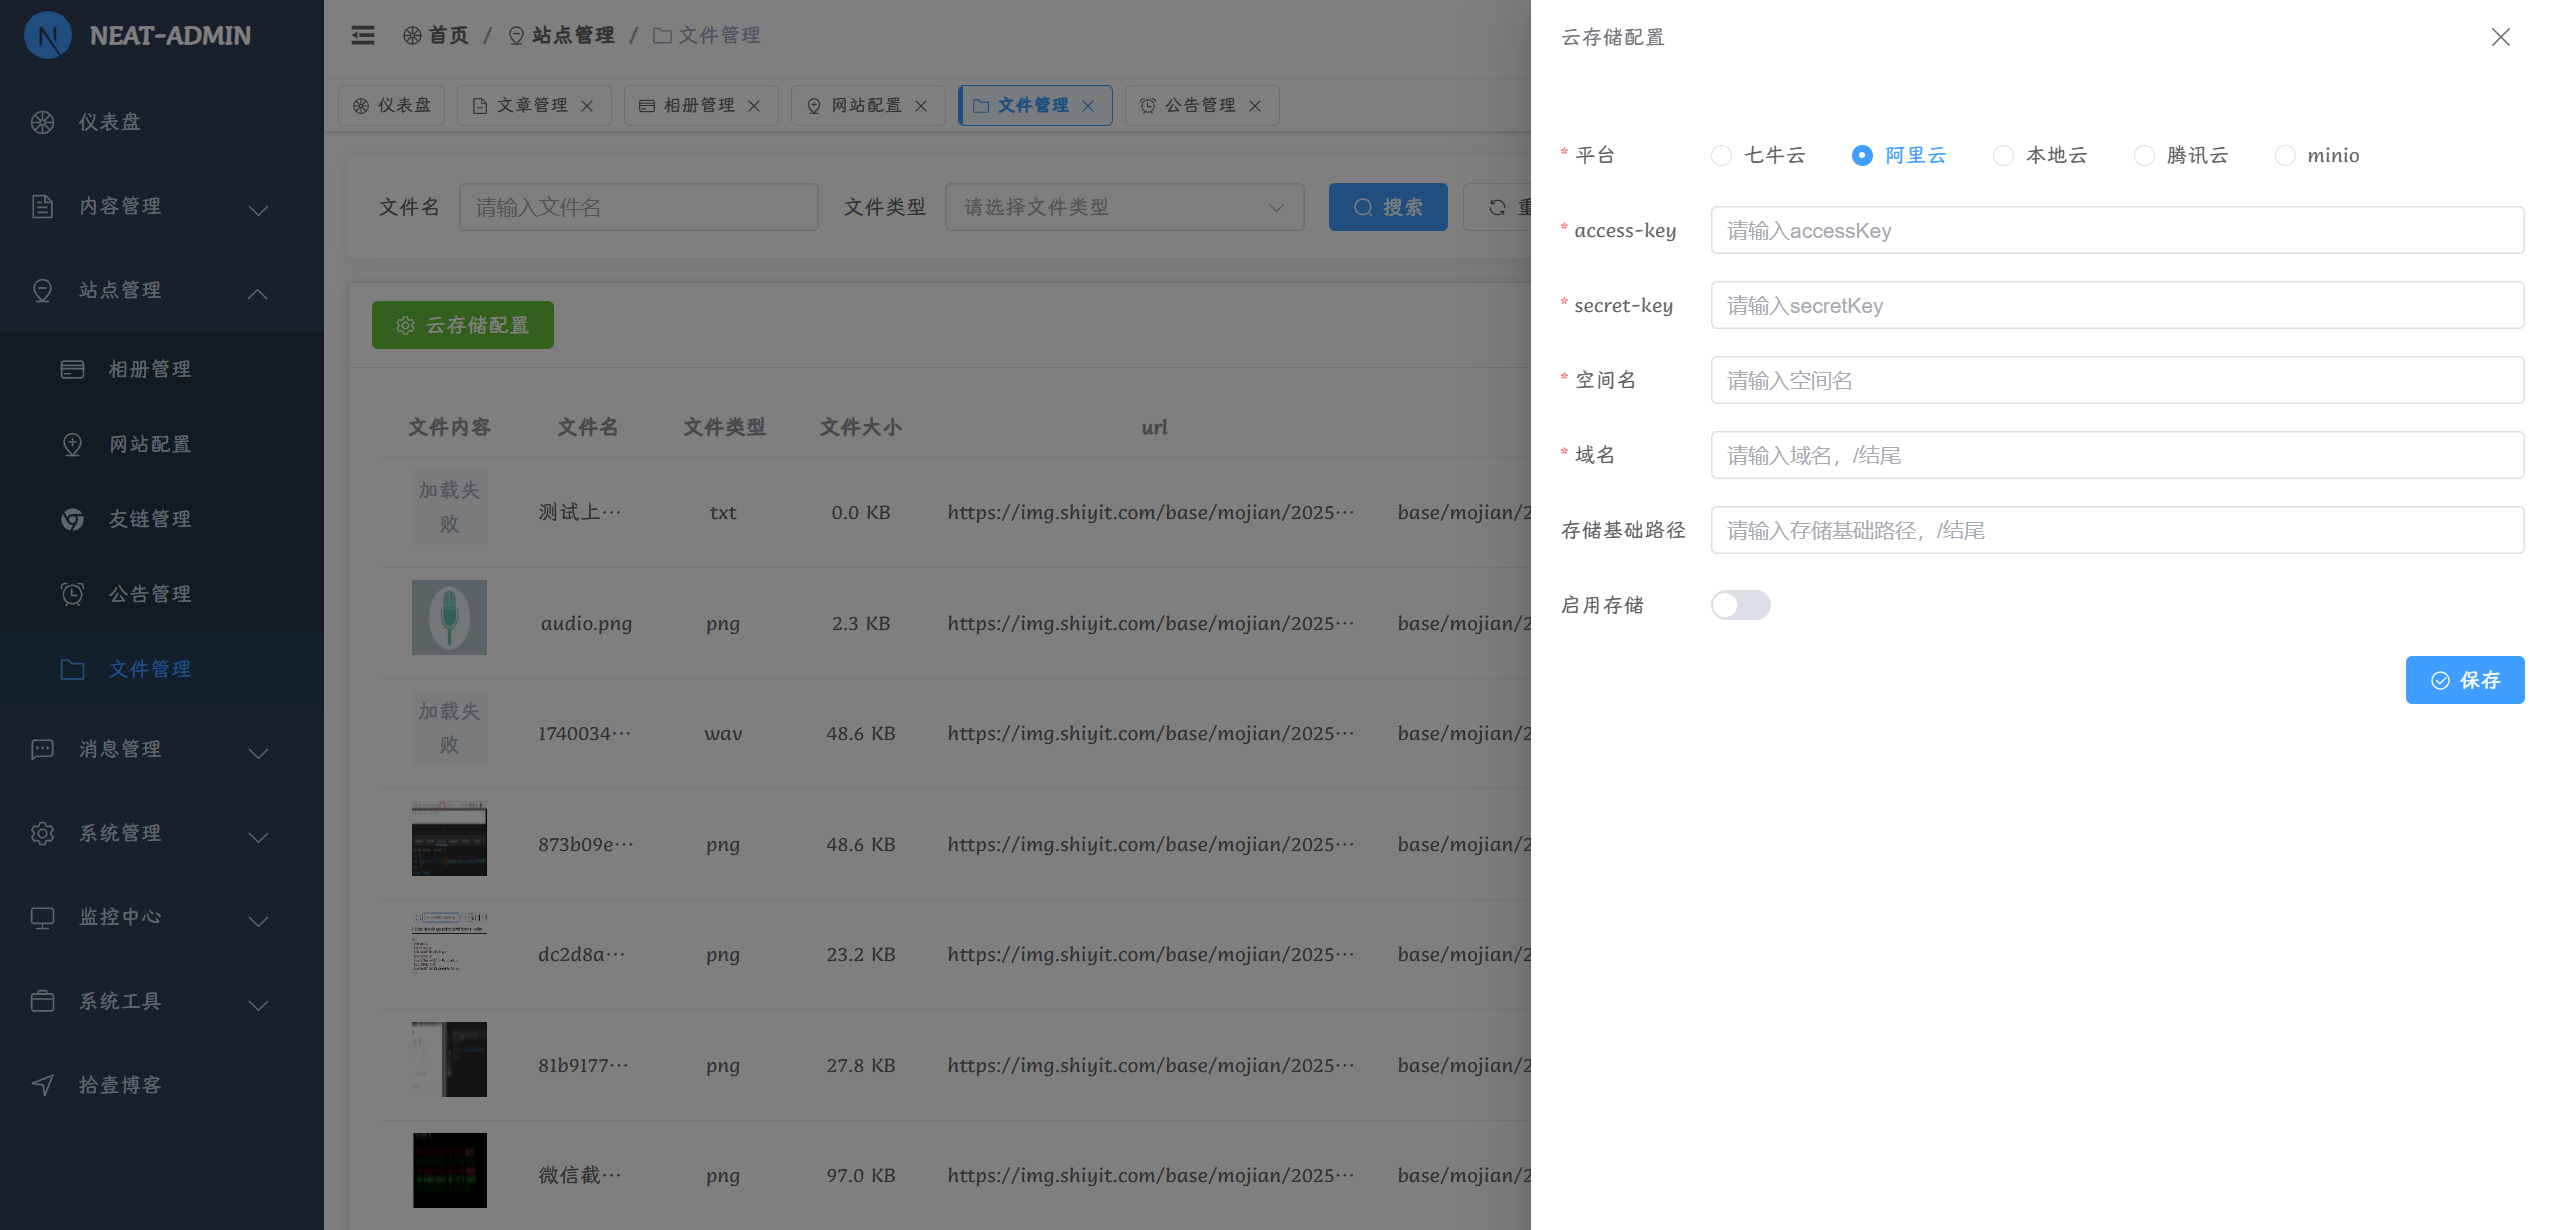 NEAT-ADMIN
仪表盘
内容管理
站点管理
相册管理
网站配置
友链管理
公告管理
文件管理
消息管理
系统管理
监控中心
系统工具
拾壹博客
首页 / 站点管理 / 文件管理
仪表盘 文章管理 相册管理 网站配置 文件管理 公告管理
文件名 请输入文件名 文件类型 请选择文件类型 搜索 重
云存储配置
文件内容 文件名 文件类型 文件大小 url
加载失败 测试上… txt 0.0 KB https://img.shiyit.com/base/mojian/2025… base/mojian/2
audio.png png 2.3 KB https://img.shiyit.com/base/mojian/2025… base/mojian/2
加载失败 1740034… wav 48.6 KB https://img.shiyit.com/base/mojian/2025… base/mojian/2
873b09e… png 48.6 KB https://img.shiyit.com/base/mojian/2025… base/mojian/2
dc2d8a… png 23.2 KB https://img.shiyit.com/base/mojian/2025… base/mojian/2
81b9177… png 27.8 KB https://img.shiyit.com/base/mojian/2025… base/mojian/2
微信截… png 97.0 KB https://img.shiyit.com/base/mojian/2025… base/mojian/2
云存储配置
* 平台 七牛云 阿里云 本地云 腾讯云 minio
* access-key 请输入accessKey
* secret-key 请输入secretKey
* 空间名 请输入空间名
* 域名 请输入域名，/结尾
存储基础路径 请输入存储基础路径，/结尾
启用存储
保存